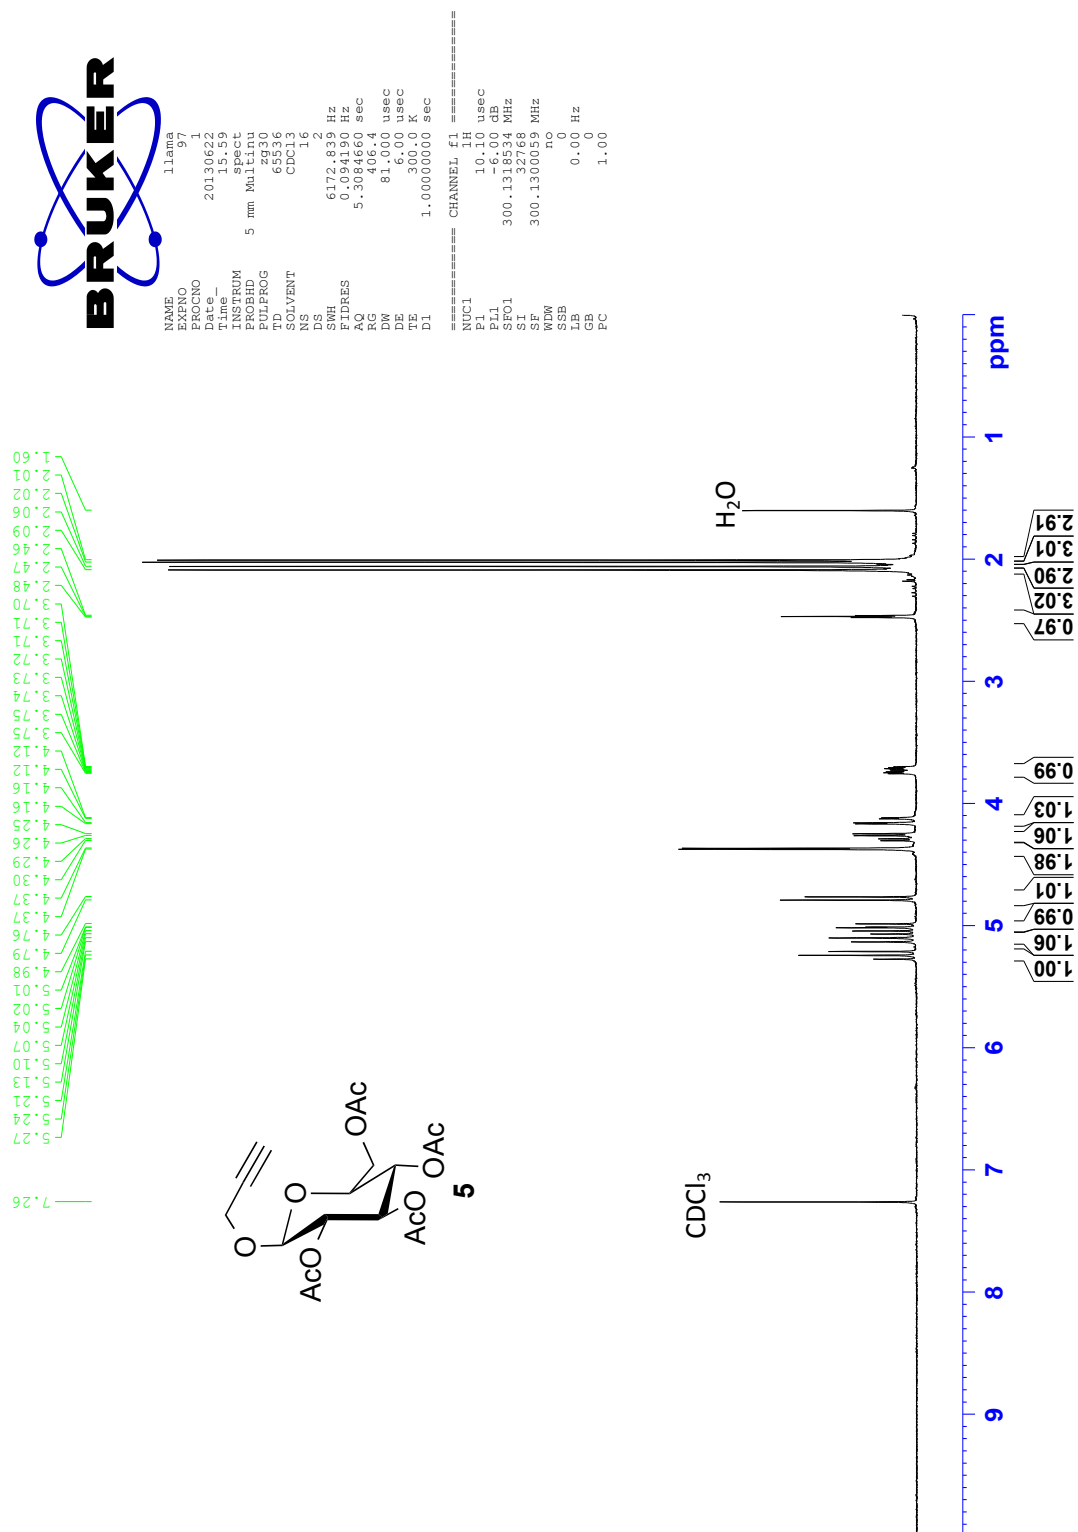 BRUKER
NAME 11ama
EXPNO 97
PROCNO 1
Date_ 20130622
Time_ 15.59
INSTRUM spect
PROBHD 5 mm Multinu
PULPROG zg30
TD 65536
SOLVENT CDCl3
NS 16
DS 2
SWH 6172.839 Hz
FIDRES 0.094190 Hz
AQ 5.3084660 sec
RG 406.4
DW 81.000 usec
DE 6.00 usec
TE 300.0 K
D1 1.00000000 sec
======== CHANNEL f1 ========
NUC1 1H
P1 10.10 usec
PL1 -6.00 dB
SFO1 300.1318534 MHz
SI 32768
SF 300.1300059 MHz
WDW no
SSB 0
LB 0.00 Hz
GB 0
PC 1.00
7.26
5.27
5.24
5.21
5.13
5.10
5.07
5.04
5.02
5.01
4.98
4.79
4.76
4.37
4.37
4.30
4.29
4.26
4.25
4.16
4.16
4.12
4.12
3.75
3.75
3.74
3.73
3.72
3.71
3.71
3.70
2.48
2.47
2.46
2.09
2.06
2.02
2.01
1.60
O
O
AcO
AcO
OAc
OAc
5
CDCl₃
H₂O
9 8 7 6 5 4 3 2 1 ppm
1.00
1.06
0.99
1.01
1.98
1.06
1.03
0.99
0.97
3.02
2.90
3.01
2.91